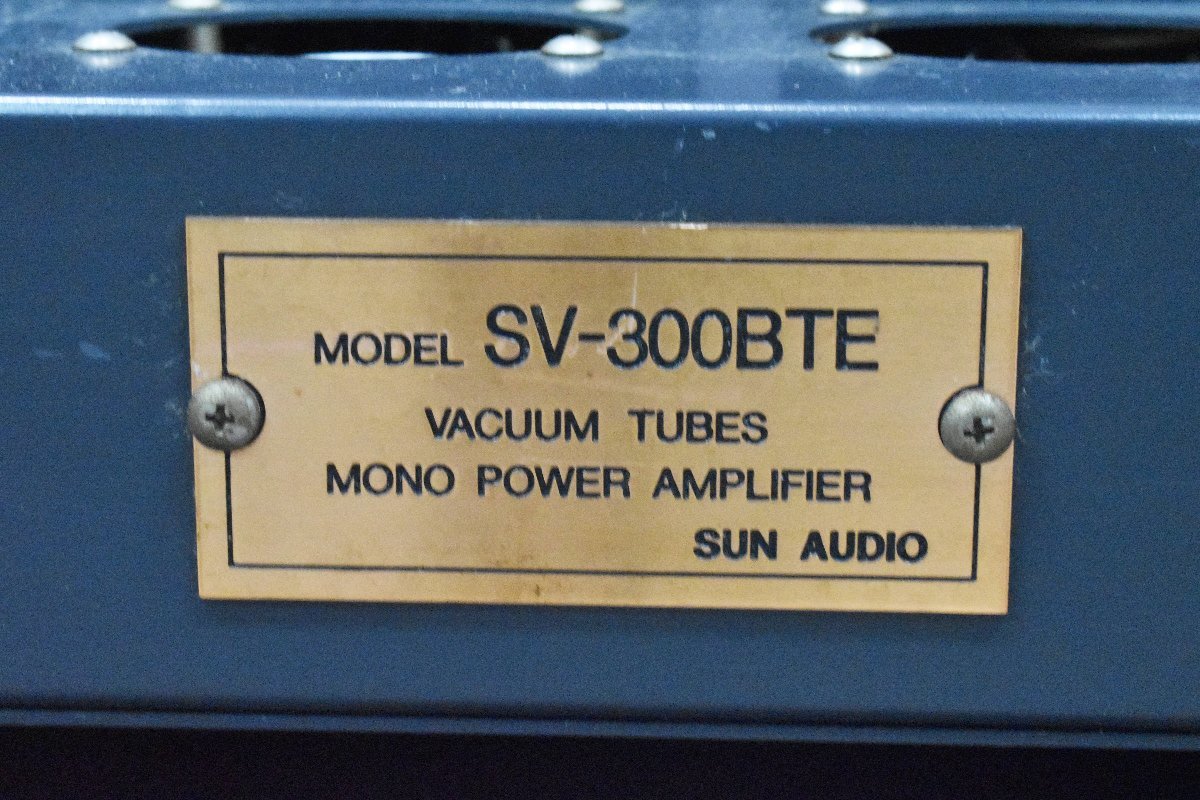 MODEL SV-300BTE
VACUUM TUBES
MONO POWER AMPLIFIER
SUN AUDIO